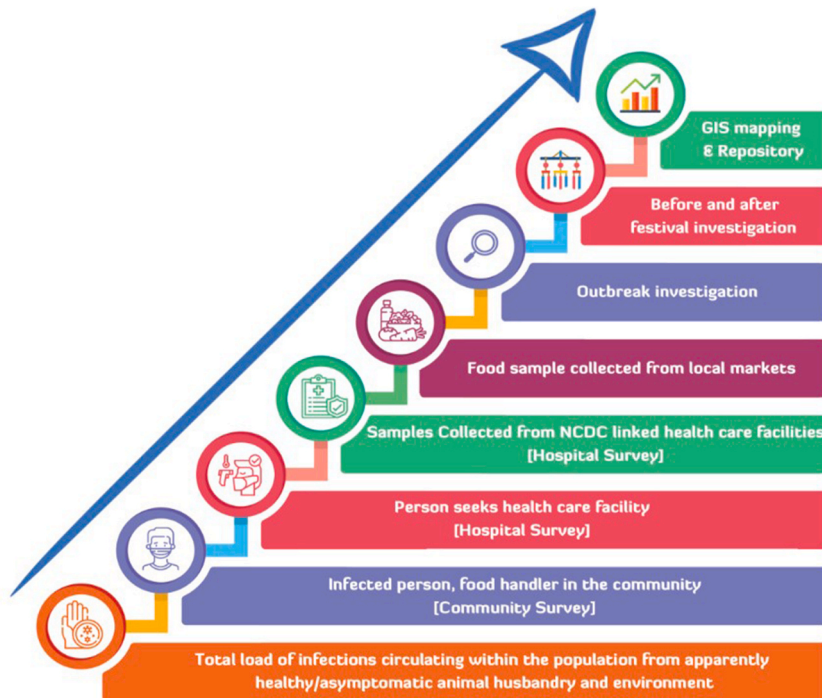 GIS mapping
& Repository
Before and after
festival investigation
Outbreak investigation
Food sample collected from local markets
Samples Collected from NCDC linked health care facilities
[Hospital Survey]
Person seeks health care facility
[Hospital Survey]
Infected person, food handler in the community
[Community Survey]
Total load of infections circulating within the population from apparently
healthy/asymptomatic animal husbandry and environment